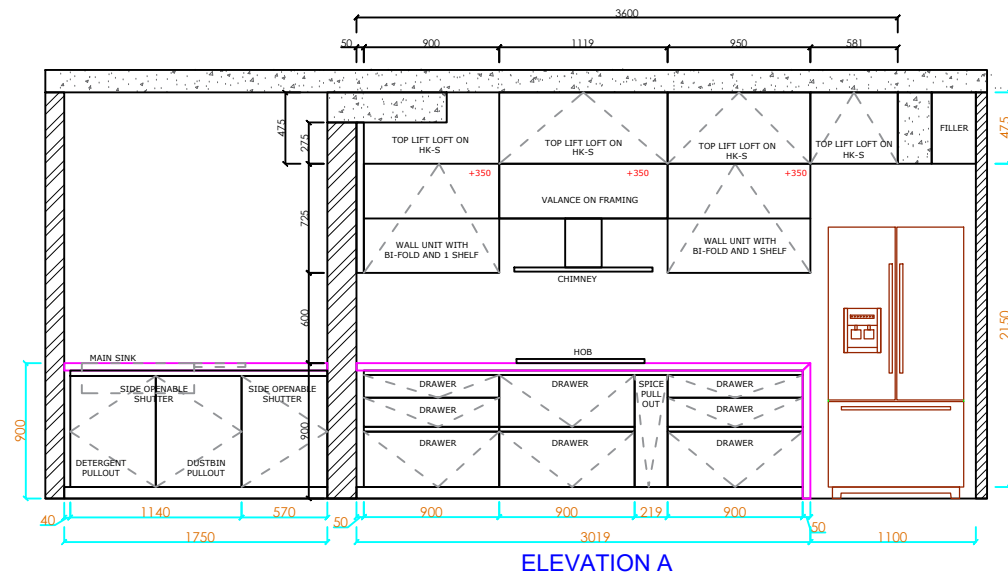 3600
50
900
1119
950
581
475
275
TOP LIFT LOFT ON
HK-S
TOP LIFT LOFT ON
HK-S
TOP LIFT LOFT ON
HK-S
TOP LIFT LOFT ON
HK-S
FILLER
475
+350
+350
+350
725
VALANCE ON FRAMING
WALL UNIT WITH
BI-FOLD AND 1 SHELF
WALL UNIT WITH
BI-FOLD AND 1 SHELF
CHIMNEY
600
2150
MAIN SINK
HOB
SIDE OPENABLE
SHUTTER
SIDE OPENABLE
SHUTTER
DRAWER
DRAWER
SPICE
PULL
OUT
DRAWER
DRAWER
DRAWER
900
900
DRAWER
DRAWER
DRAWER
DETERGENT
PULLOUT
DUSTBIN
PULLOUT
40
1140
570
50
900
900
219
900
50
1750
3019
1100
ELEVATION A